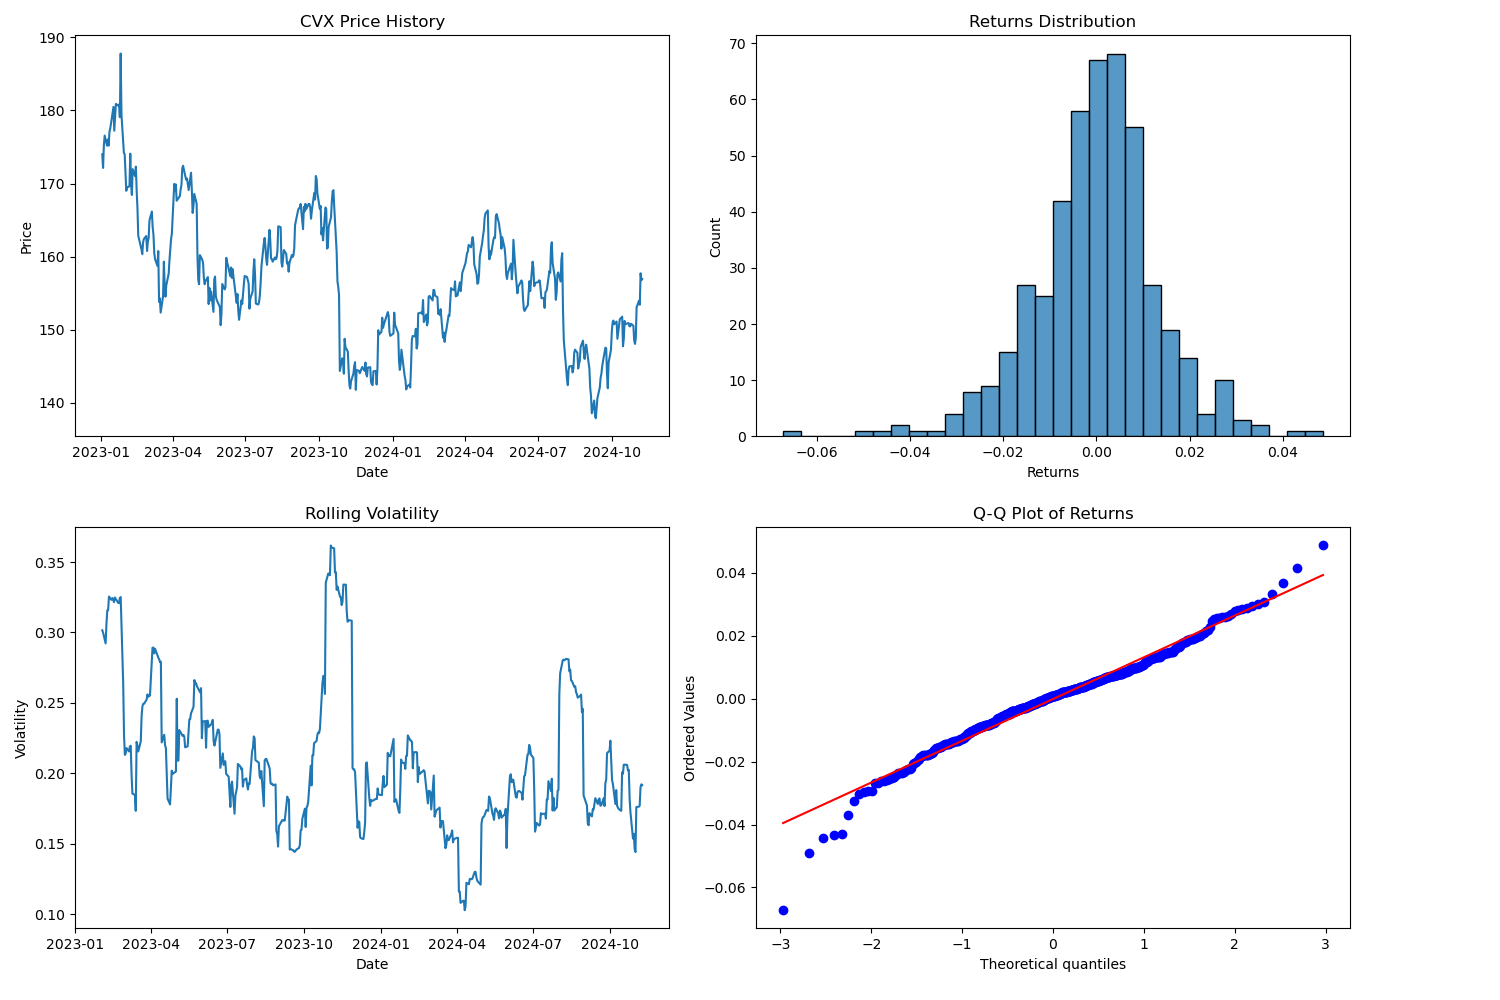 CVX Price History
190
180
170
160
150
140
Price
2023-01 2023-04 2023-07 2023-10 2024-01 2024-04 2024-07 2024-10
Date
Returns Distribution
70
60
50
40
30
20
10
0
Count
−0.06 −0.04 −0.02 0.00 0.02 0.04
Returns
Rolling Volatility
0.35
0.30
0.25
0.20
0.15
0.10
Volatility
2023-01 2023-04 2023-07 2023-10 2024-01 2024-04 2024-07 2024-10
Date
Q-Q Plot of Returns
0.04
0.02
0.00
−0.02
−0.04
−0.06
Ordered Values
−3 −2 −1 0 1 2 3
Theoretical quantiles